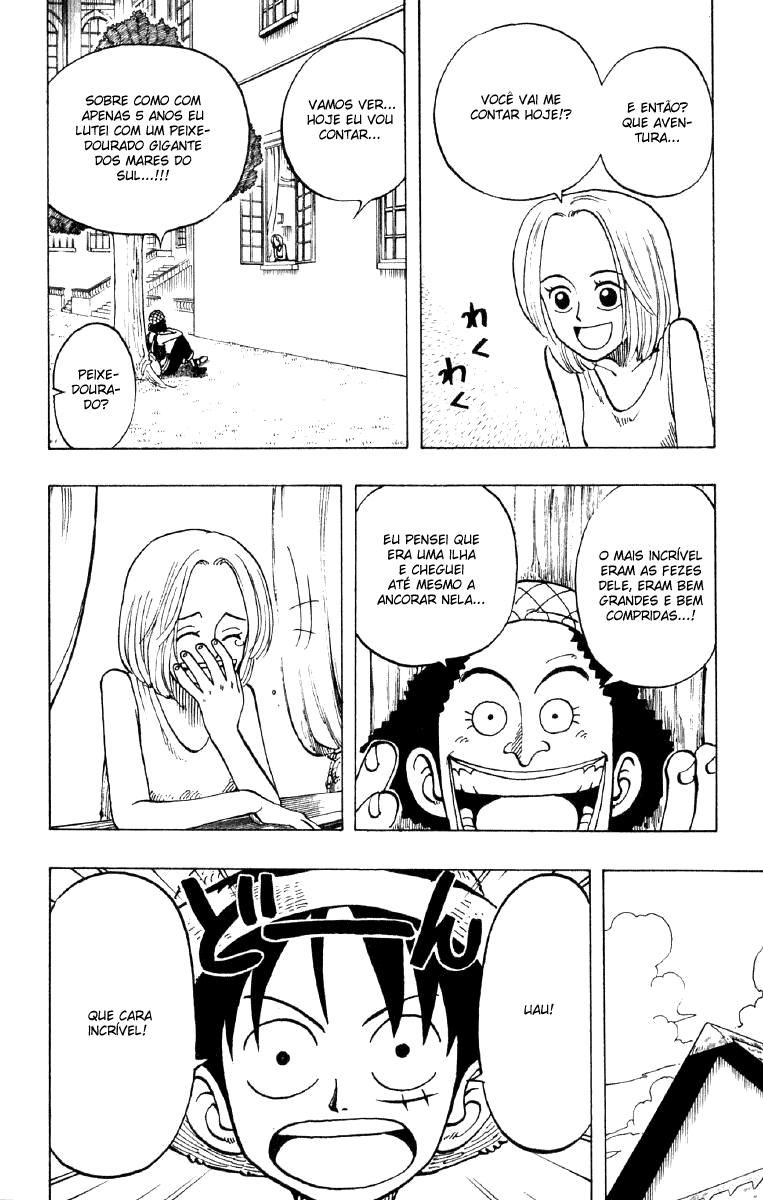 E ENTÃO?
QUE AVEN-
TURA...
VOCÊ VAI ME
CONTAR HOJE!?
わく
わく
VAMOS VER...
HOJE EU VOU
CONTAR...
SOBRE COMO COM
APENAS 5 ANOS EU
LUTEI COM UM PEIXE-
DOURADO GIGANTE
DOS MARES DO
SUL...!!!
PEIXE-
DOURA-
DO?
O MAIS INCRÍVEL
ERAM AS FEZES
DELE, ERAM BEM
GRANDES E BEM
COMPRIDAS...!
EU PENSEI QUE
ERA UMA ILHA
E CHEGUEI
ATÉ MESMO A
ANCORAR NELA...
UAU!
どーん
QUE CARA
INCRÍVEL!